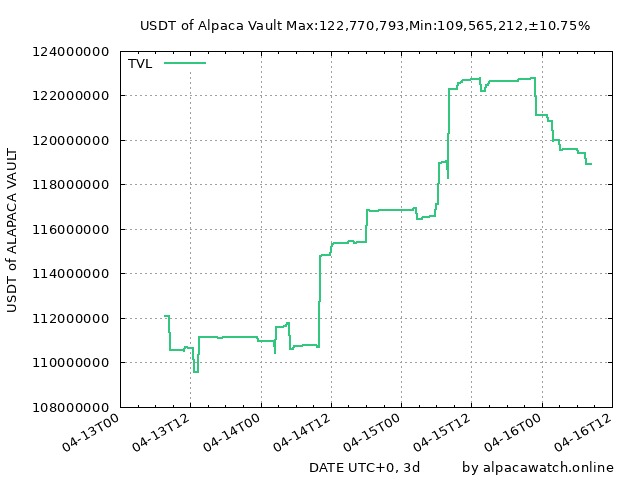 USDT of Alpaca Vault Max:122,770,793,Min:109,565,212,±10.75%
TVL
124000000
122000000
120000000
118000000
116000000
114000000
112000000
110000000
108000000
USDT of ALAPACA VAULT
04-13T00
04-13T12
04-14T00
04-14T12
04-15T00
04-15T12
04-16T00
04-16T12
DATE UTC+0, 3d
by alpacawatch.online